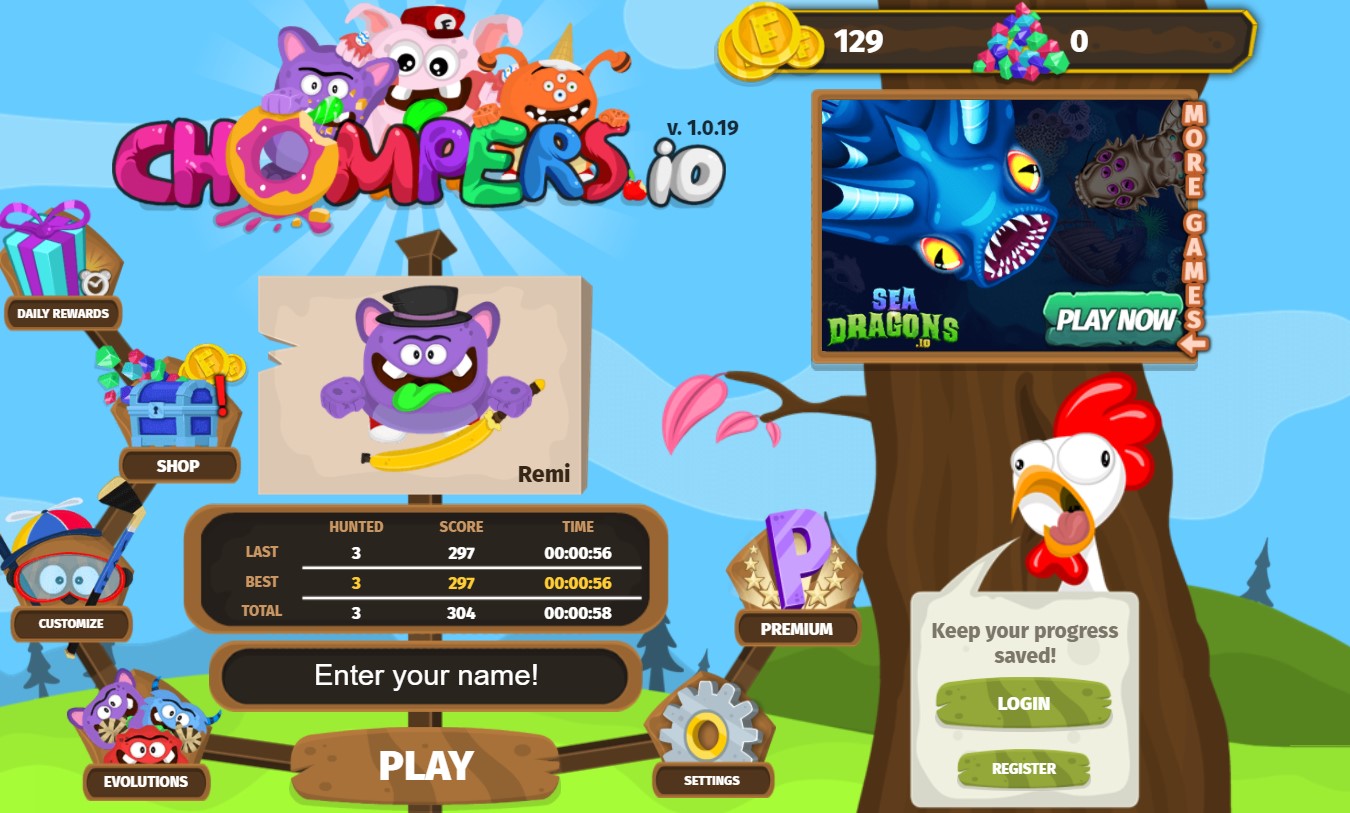 129
0
CHOMPERS.io
v. 1.0.19
MORE GAMES
SEA
DRAGONS
.IO
PLAY NOW
DAILY REWARDS
SHOP
Remi
HUNTED SCORE TIME
LAST 3 297 00:00:56
BEST 3 297 00:00:56
TOTAL 3 304 00:00:58
CUSTOMIZE
Enter your name!
P
PREMIUM
Keep your progress
saved!
LOGIN
REGISTER
EVOLUTIONS
PLAY
SETTINGS